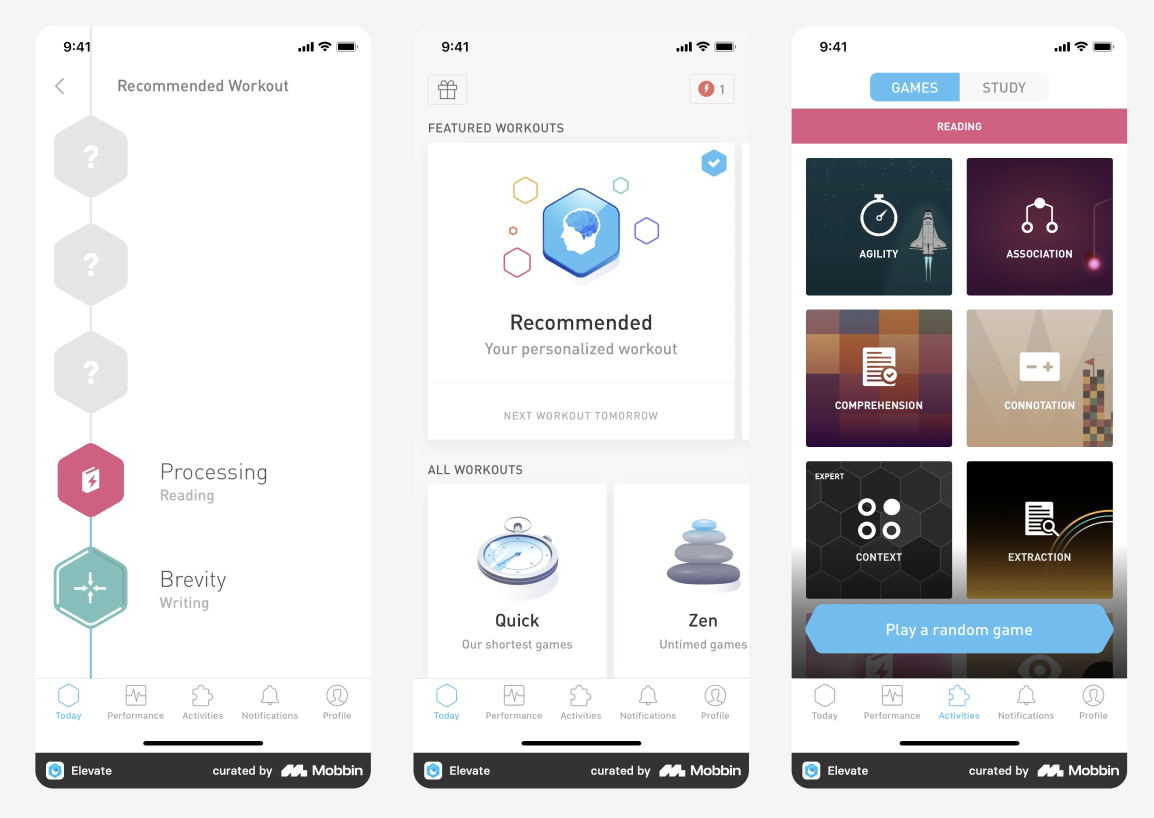 9:41
Recommended Workout
?
?
?
Processing
Reading
Brevity
Writing
Today
Performance
Activities
Notifications
Profile
Elevate
curated by Mobbin
9:41
1
FEATURED WORKOUTS
Recommended
Your personalized workout
NEXT WORKOUT TOMORROW
ALL WORKOUTS
Quick
Our shortest games
Zen
Untimed games
Today
Performance
Activities
Notifications
Profile
Elevate
curated by Mobbin
9:41
GAMES
STUDY
READING
AGILITY
ASSOCIATION
COMPREHENSION
CONNOTATION
EXPERT
CONTEXT
EXTRACTION
Play a random game
Today
Performance
Activities
Notifications
Profile
Elevate
curated by Mobbin